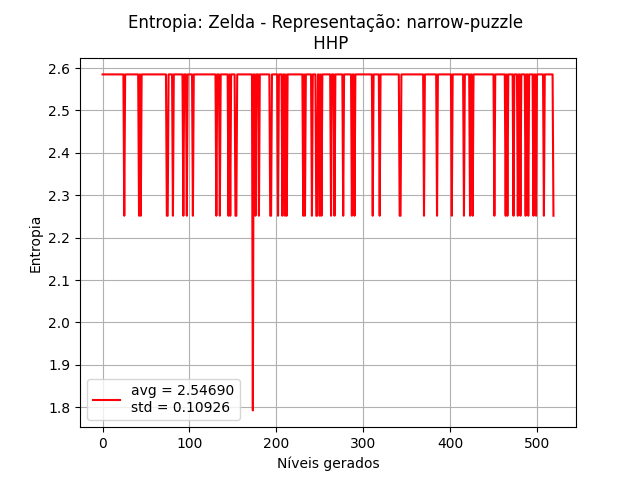 Entropia: Zelda - Representação: narrow-puzzle
HHP
2.6
2.5
2.4
2.3
2.2
2.1
2.0
1.9
1.8
Entropia
avg = 2.54690
std = 0.10926
0 100 200 300 400 500
Níveis gerados